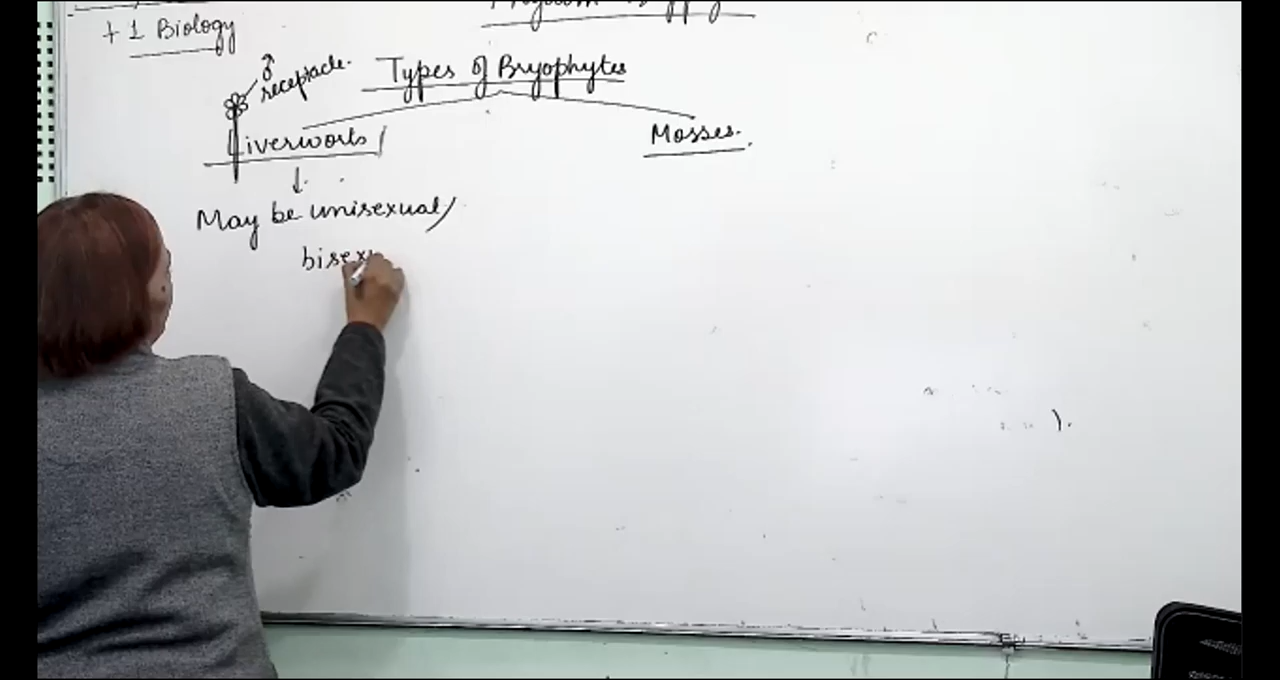 +1 Biology
♂
receptacle.
Types of Bryophytes
Liverworts
Mosses.
↓
May be unisexual/
bisex